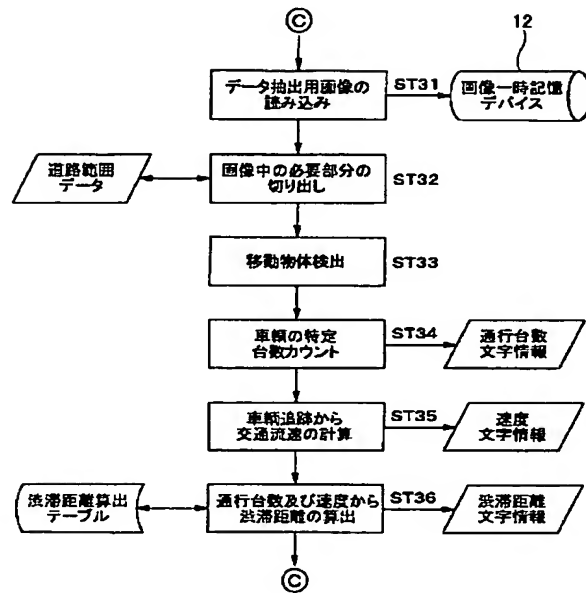 Ⓒ
12
データ抽出用画像の
読み込み
ST31
画像一時記憶
デバイス
道路範囲
データ
画像中の必要部分の
切り出し
ST32
移動物体検出
ST33
車輌の特定
台数カウント
ST34
通行台数
文字情報
車輌追跡から
交通流速の計算
ST35
速度
文字情報
渋滞距離算出
テーブル
通行台数及び速度から
渋滞距離の算出
ST36
渋滞距離
文字情報
Ⓒ